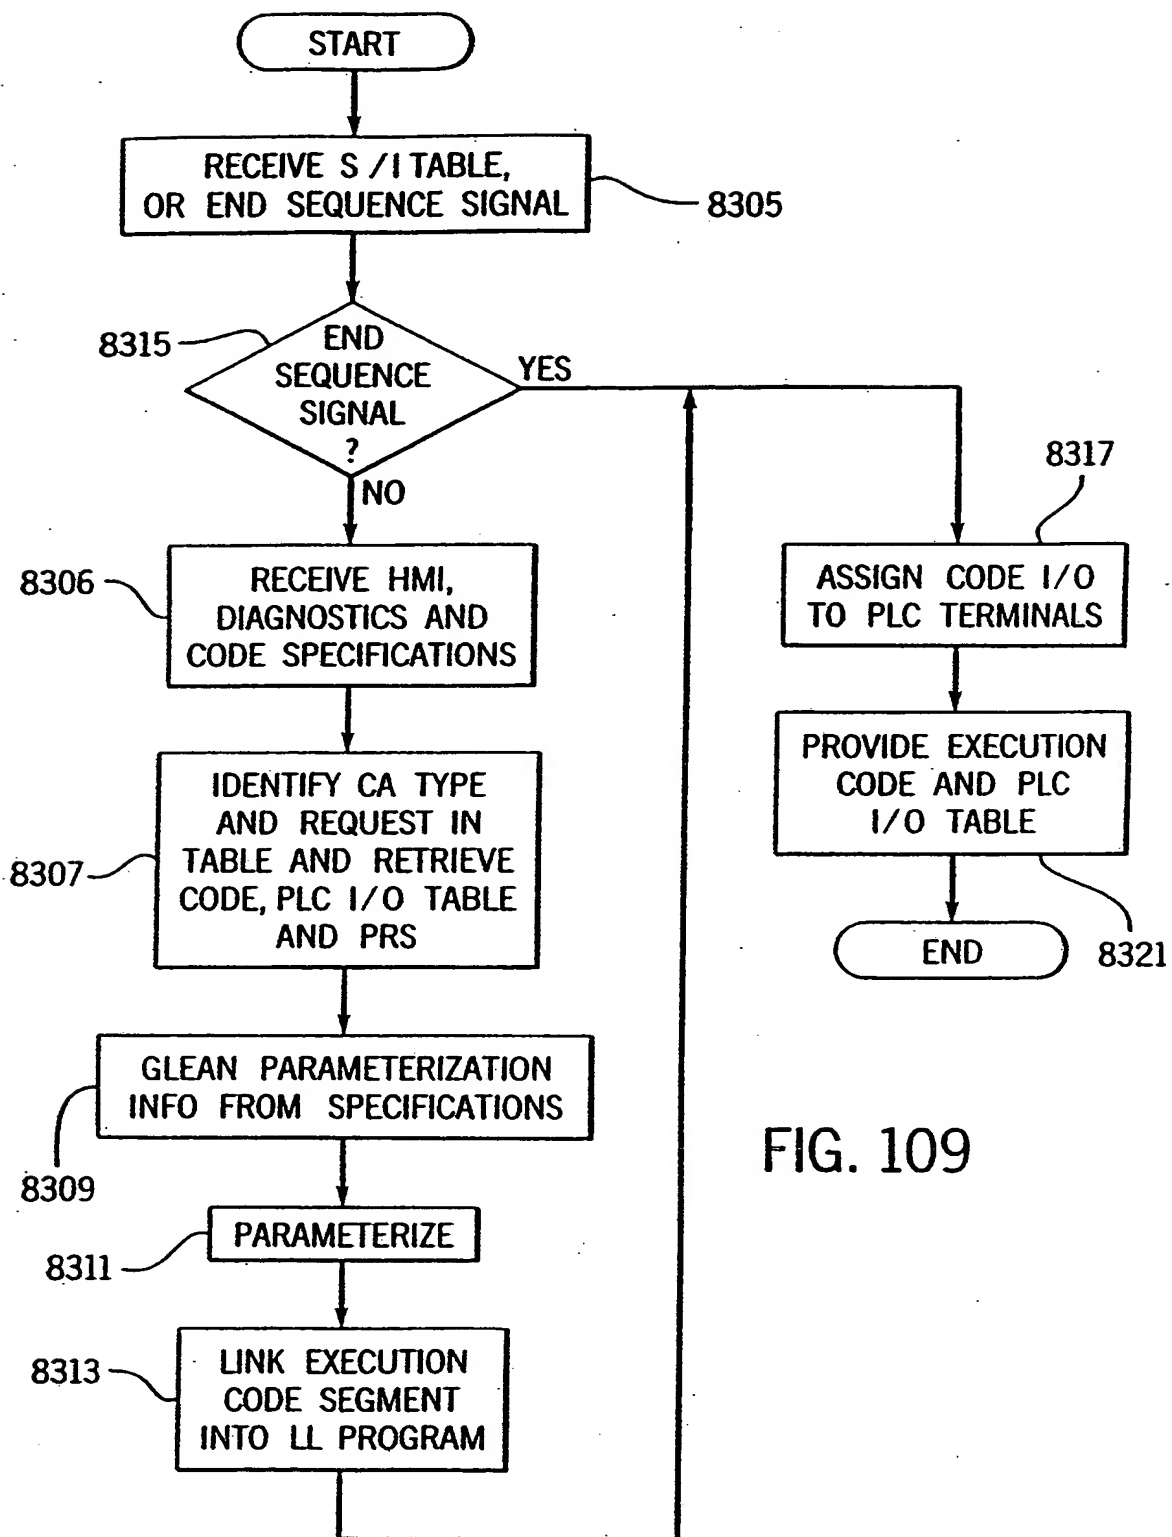 START
RECEIVE S/I TABLE,
OR END SEQUENCE SIGNAL
8305
8315
END
SEQUENCE
SIGNAL
?
YES
NO
8306
RECEIVE HMI,
DIAGNOSTICS AND
CODE SPECIFICATIONS
8307
IDENTIFY CA TYPE
AND REQUEST IN
TABLE AND RETRIEVE
CODE, PLC I/O TABLE
AND PRS
GLEAN PARAMETERIZATION
INFO FROM SPECIFICATIONS
8309
PARAMETERIZE
8311
8313
LINK EXECUTION
CODE SEGMENT
INTO LL PROGRAM
8317
ASSIGN CODE I/O
TO PLC TERMINALS
PROVIDE EXECUTION
CODE AND PLC
I/O TABLE
8321
END
FIG. 109